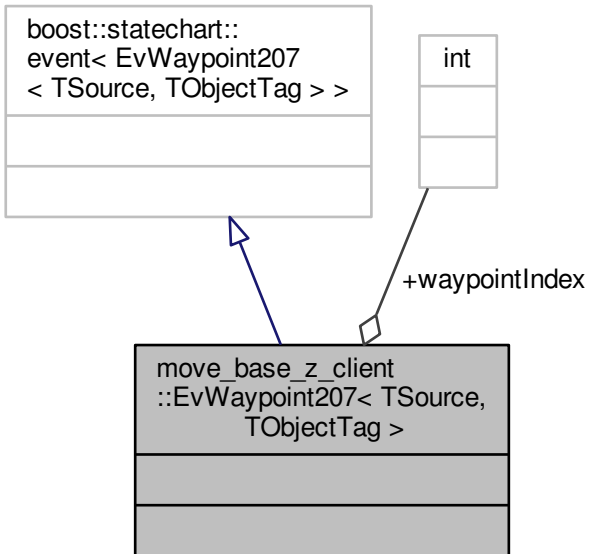 boost::statechart::
event< EvWaypoint207
< TSource, TObjectTag > >
int
+waypointIndex
move_base_z_client
::EvWaypoint207< TSource,
TObjectTag >